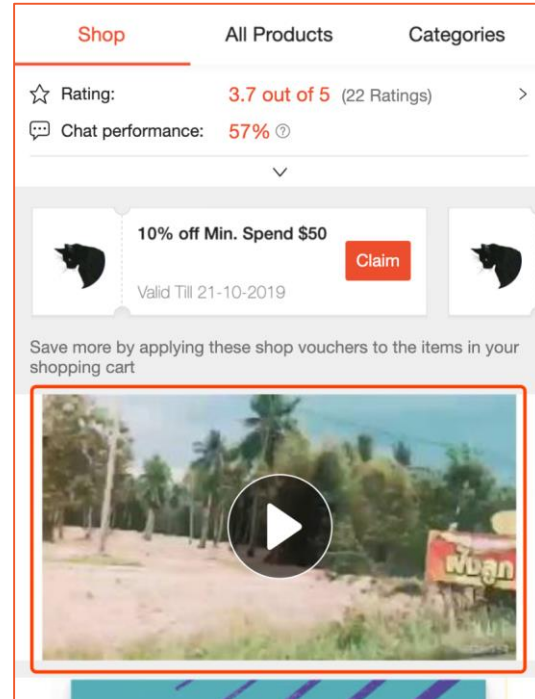 Shop All Products Categories
Rating: 3.7 out of 5 (22 Ratings)
Chat performance: 57%
10% off Min. Spend $50
Claim
Valid Till 21-10-2019
Save more by applying these shop vouchers to the items in your
shopping cart